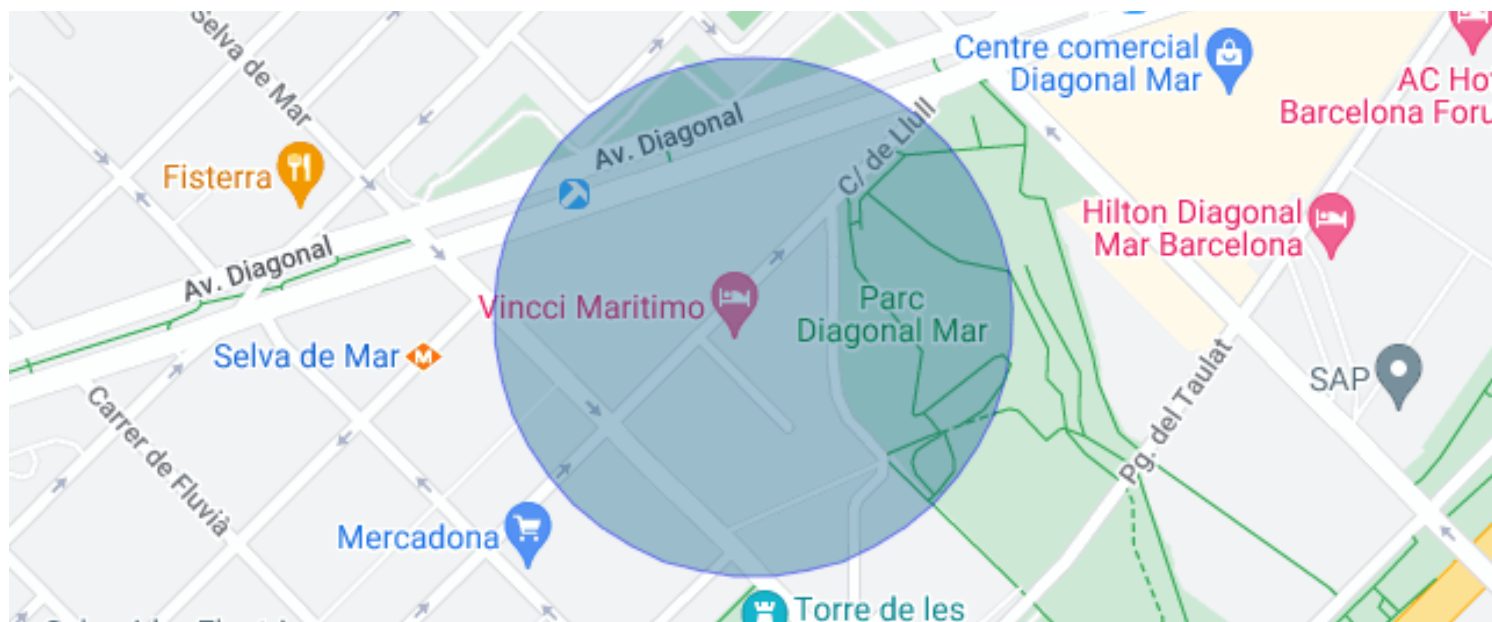 Selva de Mar
Centre comercial
Diagonal Mar
AC Ho
Barcelona Foru
Av. Diagonal
C/ de Llull
Fisterra
Hilton Diagonal
Mar Barcelona
Av. Diagonal
Vincci Maritimo
Parc
Diagonal Mar
Selva de Mar
M
SAP
Pg. del Taulat
Carrer de Fluvià
Mercadona
Torre de les